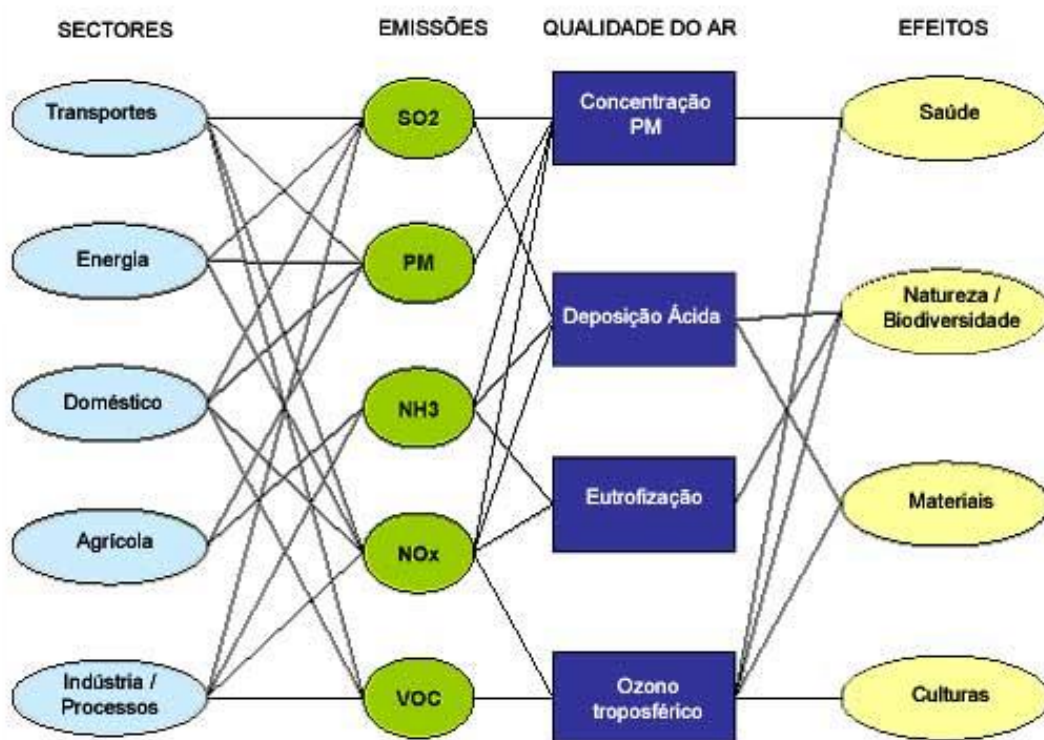 SECTORES
EMISSÕES
QUALIDADE DO AR
EFEITOS
Transportes
SO2
Concentração
PM
Saúde
Energia
PM
Deposição Ácida
Natureza /
Biodiversidade
Doméstico
NH3
Eutrofização
Materiais
Agrícola
NOx
Indústria /
Processos
VOC
Ozono
troposférico
Culturas